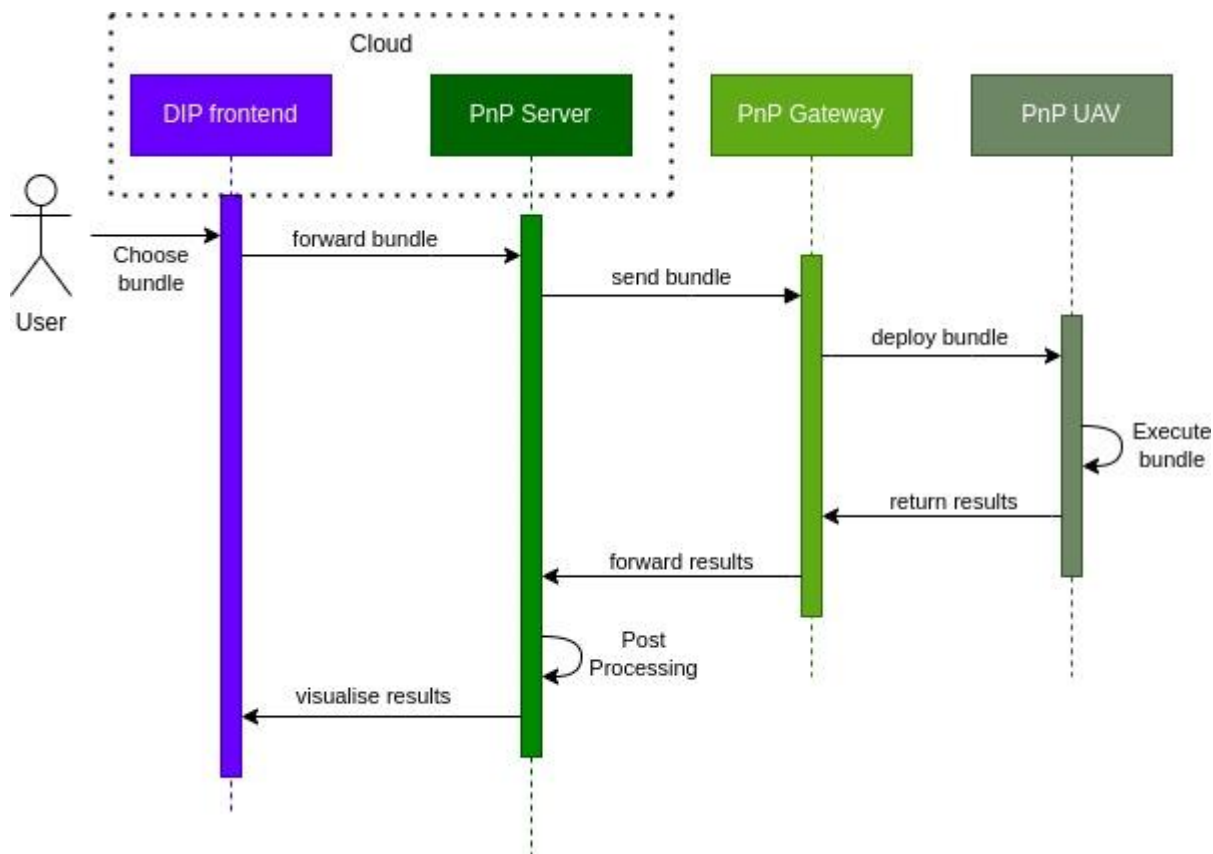 Cloud
DIP frontend
PnP Server
PnP Gateway
PnP UAV
User
Choose
bundle
forward bundle
send bundle
deploy bundle
Execute
bundle
return results
forward results
Post
Processing
visualise results